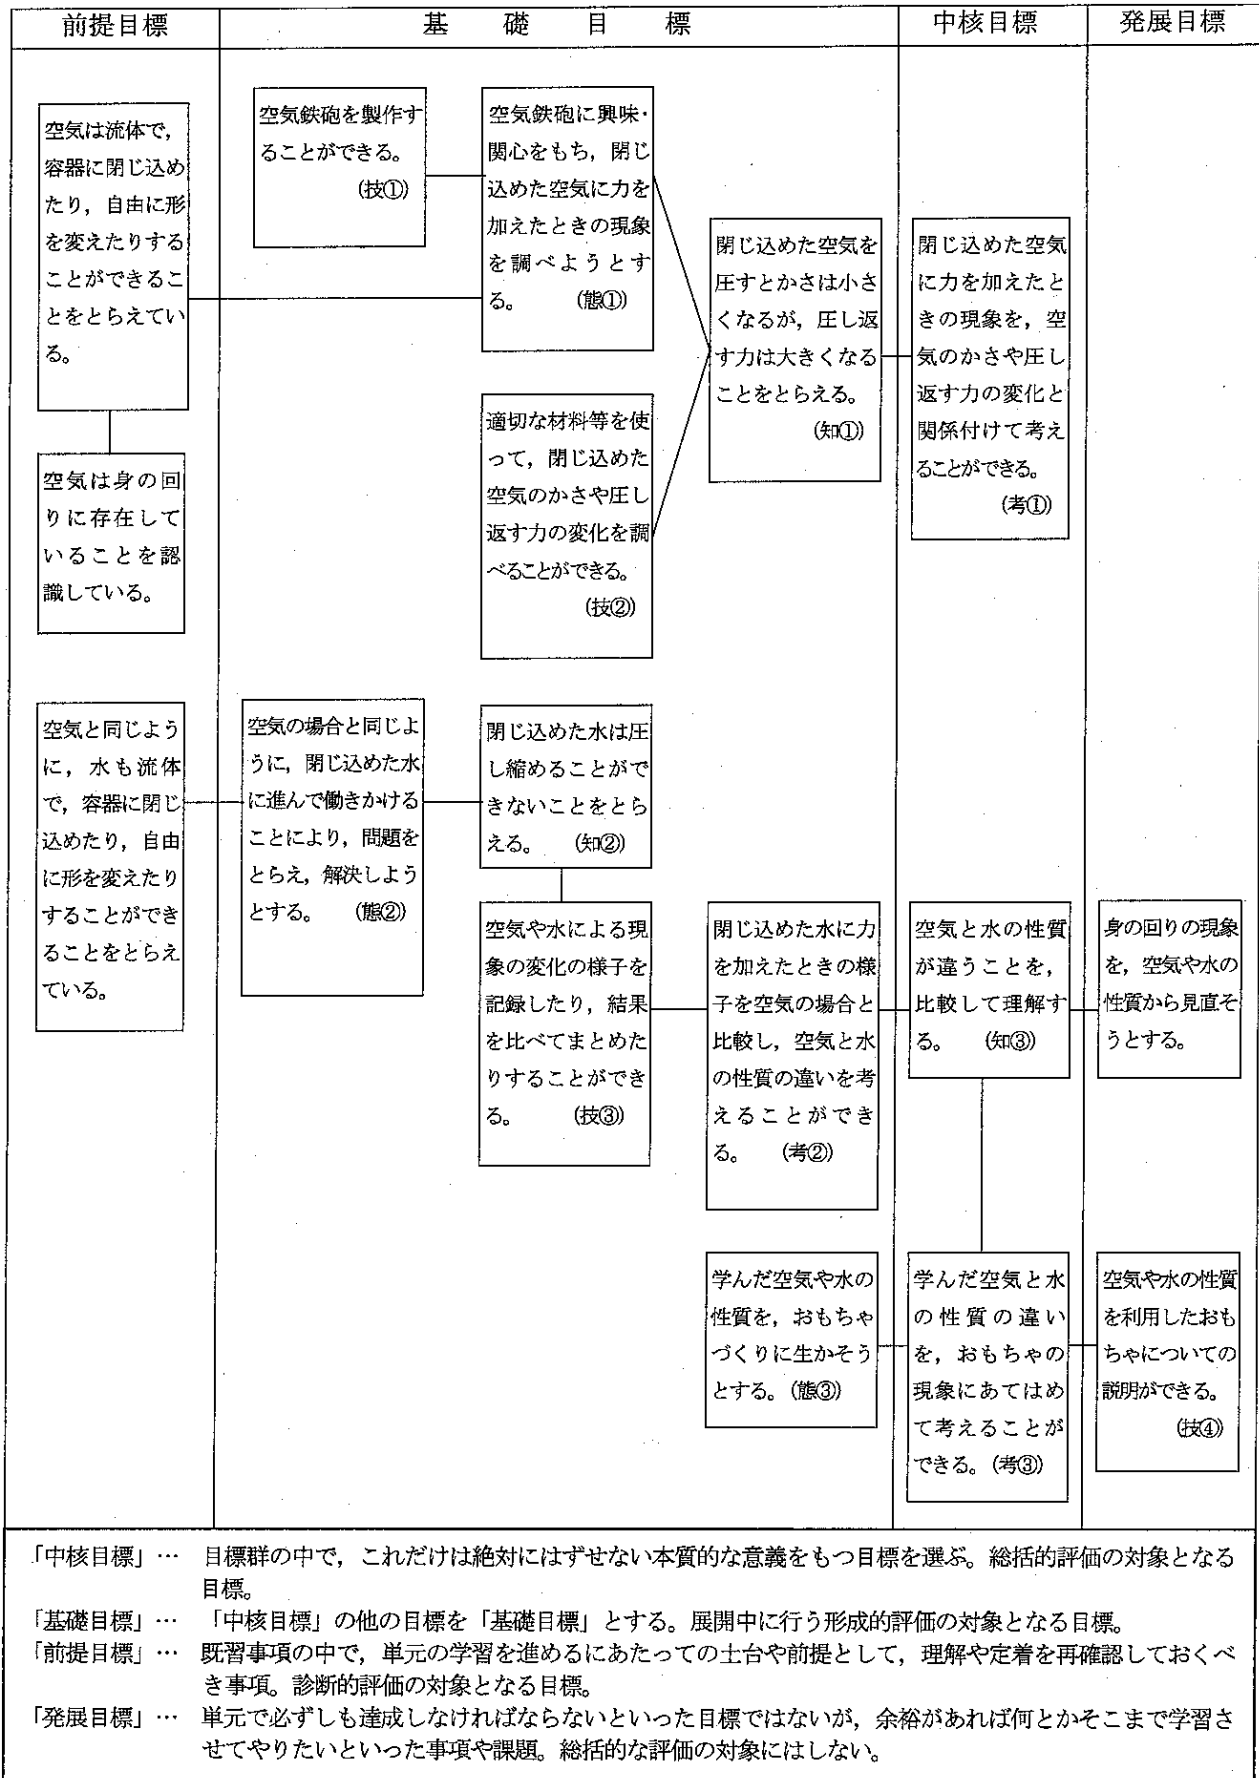 前提目標
基礎目標
中核目標
発展目標
空気は流体で，
容器に閉じ込め
たり，自由に形
を変えたりする
ことができるこ
とをとらえてい
る。
空気は身の回
りに存在して
いることを認
識している。
空気鉄砲を製作す
ることができる。
(技①)
空気鉄砲に興味・
関心をもち，閉じ
込めた空気に力を
加えたときの現象
を調べようとす
る。 (態①)
適切な材料等を使
って，閉じ込めた
空気のかさや圧し
返す力の変化を調
べることができる。
(技②)
閉じ込めた空気を
圧すとかさは小さ
くなるが，圧し返
す力は大きくなる
ことをとらえる。
(知①)
閉じ込めた空気
に力を加えたと
きの現象を，空
気のかさや圧し
返す力の変化と
関係付けて考え
ることができる。
(考①)
空気と同じよう
に，水も流体
で，容器に閉じ
込めたり，自由
に形を変えたり
することができ
ることをとらえ
ている。
空気の場合と同じよ
うに，閉じ込めた水
に進んで働きかける
ことにより，問題を
とらえ，解決しよう
とする。 (態②)
閉じ込めた水は圧
し縮めることがで
きないことをとら
える。 (知②)
空気や水による現
象の変化の様子を
記録したり，結果
を比べてまとめた
りすることができ
る。 (技③)
閉じ込めた水に力
を加えたときの様
子を空気の場合と
比較し，空気と水
の性質の違いを考
えることができ
る。 (考②)
空気と水の性質
が違うことを，
比較して理解す
る。 (知③)
身の回りの現象
を，空気や水の
性質から見直そ
うとする。
学んだ空気や水の
性質を，おもちゃ
づくりに生かそう
とする。(態③)
学んだ空気と水
の性質の違い
を，おもちゃの
現象にあてはめ
て考えることが
できる。(考③)
空気や水の性質
を利用したおも
ちゃについての
説明ができる。
(技④)
「中核目標」… 目標群の中で，これだけは絶対にはずせない本質的な意義をもつ目標を選ぶ。総括的評価の対象となる
目標。
「基礎目標」… 「中核目標」の他の目標を「基礎目標」とする。展開中に行う形成的評価の対象となる目標。
「前提目標」… 既習事項の中で，単元の学習を進めるにあたっての土台や前提として，理解や定着を再確認しておくべ
き事項。診断的評価の対象となる目標。
「発展目標」… 単元で必ずしも達成しなければならないといった目標ではないが，余裕があれば何とかそこまで学習さ
せてやりたいといった事項や課題。総括的な評価の対象にはしない。